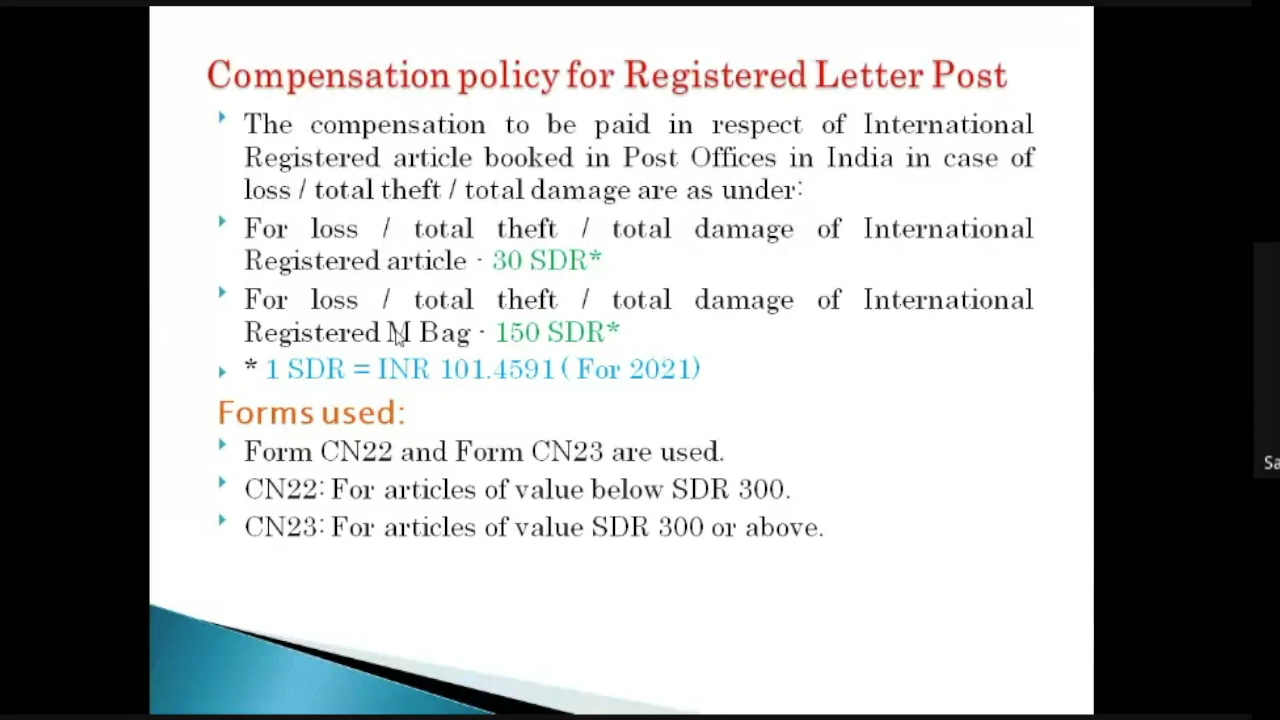 Compensation policy for Registered Letter Post
The compensation to be paid in respect of International
Registered article booked in Post Offices in India in case of
loss / total theft / total damage are as under:
For loss / total theft / total damage of International
Registered article - 30 SDR*
For loss / total theft / total damage of International
Registered M Bag - 150 SDR*
* 1 SDR = INR 101.4591 ( For 2021)
Forms used:
Form CN22 and Form CN23 are used.
CN22: For articles of value below SDR 300.
CN23: For articles of value SDR 300 or above.
Sa